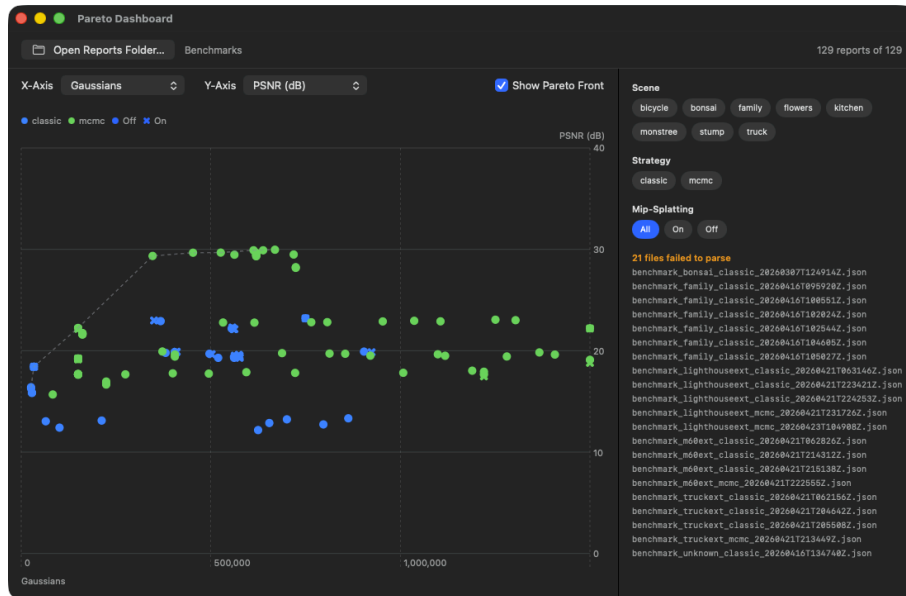 Pareto Dashboard
Open Reports Folder... Benchmarks 129 reports of 129
X-Axis Gaussians Y-Axis PSNR (dB) Show Pareto Front
classic mcmc Off On
PSNR (dB)
40
30
20
10
0
0 500,000 1,000,000
Gaussians
Scene
bicycle bonsai family flowers kitchen
monstree stump truck
Strategy
classic mcmc
Mip-Splatting
All On Off
21 files failed to parse
benchmark_bonsai_classic_20260307T124914Z.json
benchmark_family_classic_20260416T095920Z.json
benchmark_family_classic_20260416T100551Z.json
benchmark_family_classic_20260416T102024Z.json
benchmark_family_classic_20260416T102544Z.json
benchmark_family_classic_20260416T104605Z.json
benchmark_family_classic_20260416T105027Z.json
benchmark_lighthouseext_classic_20260421T063146Z.json
benchmark_lighthouseext_classic_20260421T223421Z.json
benchmark_lighthouseext_classic_20260421T224253Z.json
benchmark_lighthouseext_mcmc_20260421T231726Z.json
benchmark_lighthouseext_mcmc_20260423T104908Z.json
benchmark_m60ext_classic_20260421T062826Z.json
benchmark_m60ext_classic_20260421T214312Z.json
benchmark_m60ext_classic_20260421T215138Z.json
benchmark_m60ext_mcmc_20260421T222555Z.json
benchmark_truckext_classic_20260421T062156Z.json
benchmark_truckext_classic_20260421T204642Z.json
benchmark_truckext_classic_20260421T205508Z.json
benchmark_truckext_mcmc_20260421T213449Z.json
benchmark_unknown_classic_20260416T134740Z.json